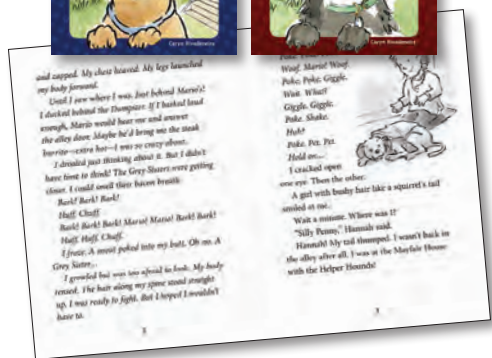 Caryn Rivadeneira
Caryn Rivadeneira
and zapped. My chest heaved. My legs launched
my body forward.
Until I saw where I was. Just behind Mario's!
I ducked behind the Dumpster. If I barked loud
enough, Mario would hear me and answer
the alley door. Maybe he'd bring me the steak
burrito—extra hot—I was so crazy about.
I drooled just thinking about it. But I didn't
have time to think! The Grey Sisters were getting
closer. I could smell their bacon breath.
Bark! Bark! Bark!
Huff. Chuff.
Bark! Bark! Bark! Mario! Mario! Bark! Bark!
Huff. Huff. Chuff.
I froze. A snout poked into my butt. Oh no. A
Grey Sister...
I growled but was too afraid to look. My body
tensed. The hair along my spine stood straight
up. I was ready to fight. But I hoped I wouldn't
have to.
Woof. Mario! Woof.
Poke. Poke. Giggle.
Wait. What?
Giggle. Giggle.
Poke. Shake.
Huh?
Poke. Pet. Pet.
Hold on...
I cracked open
one eye. Then the other.
A girl with bushy hair like a squirrel's tail
smiled at me.
Wait a minute. Where was I?
"Silly Penny," Hannah said.
Hannah! My tail thumped. I wasn't back in
the alley after all. I was at the Mayfair House
with the Helper Hounds!